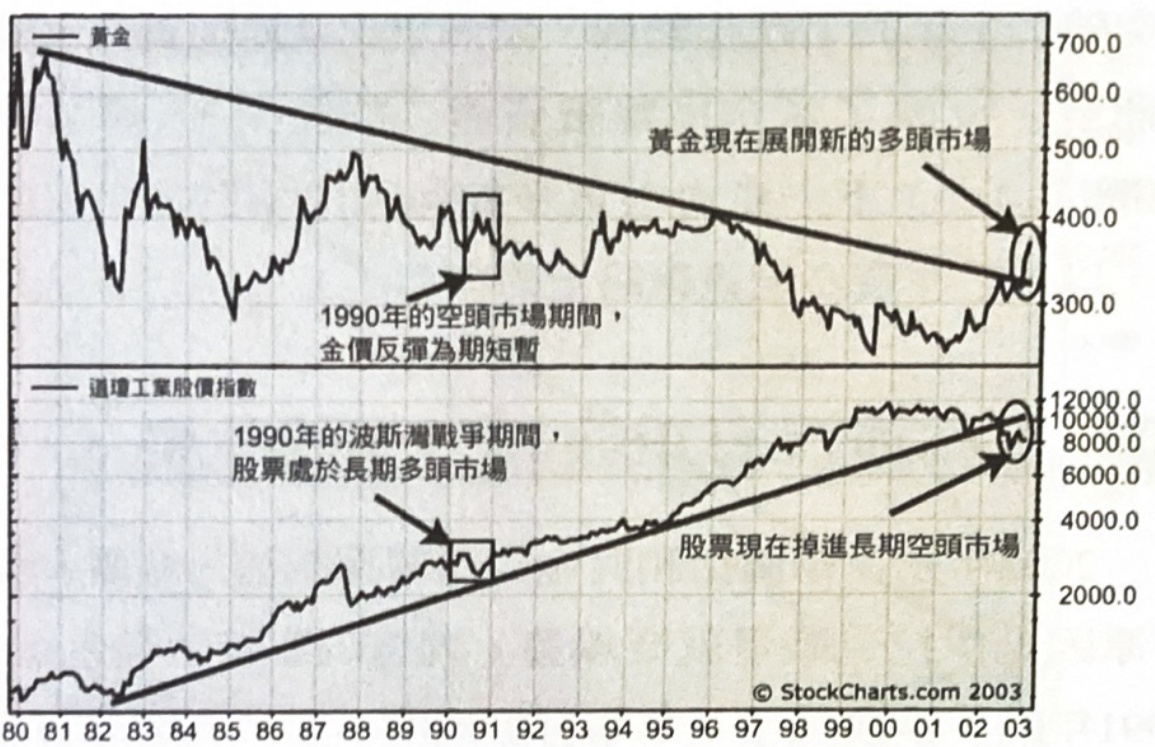 黃金
700.0
600.0
黃金現在展開新的多頭市場
500.0
400.0
300.0
1990年的空頭市場期間，
金價反彈為期短暫
道瓊工業股價指數
12000.0
10000.0
1990年的波斯灣戰爭期間，
股票處於長期多頭市場
8000.0
6000.0
4000.0
股票現在掉進長期空頭市場
2000.0
© StockCharts.com 2003
80 81 82 83 84 85 86 87 88 89 90 91 92 93 94 95 96 97 98 99 00 01 02 03